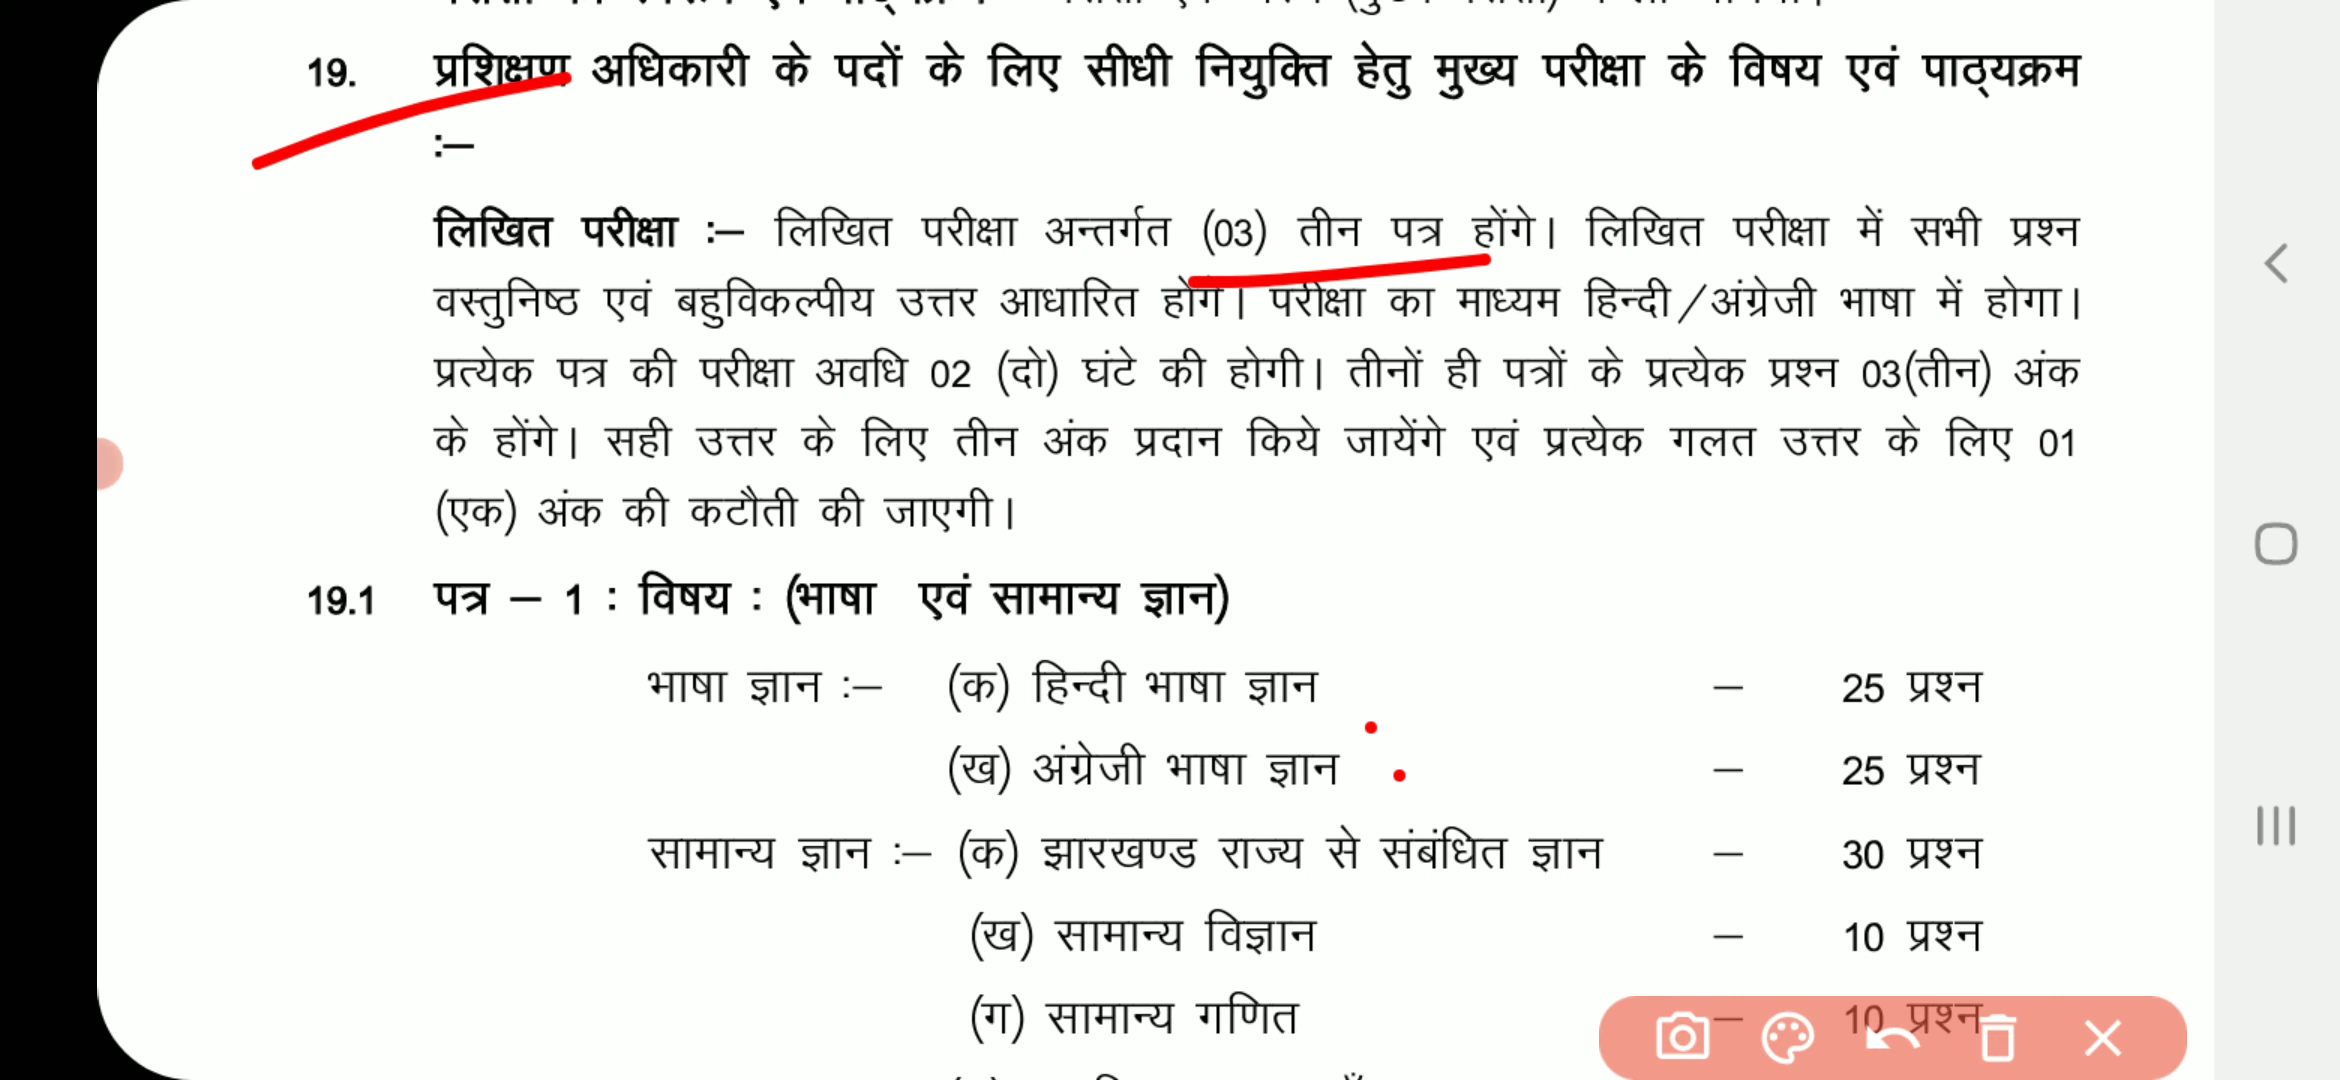 19. प्रशिक्षण अधिकारी के पदों के लिए सीधी नियुक्ति हेतु मुख्य परीक्षा के विषय एवं पाठ्यक्रम
:–
लिखित परीक्षा :– लिखित परीक्षा अन्तर्गत (03) तीन पत्र होंगे। लिखित परीक्षा में सभी प्रश्न
वस्तुनिष्ठ एवं बहुविकल्पीय उत्तर आधारित होंगे। परीक्षा का माध्यम हिन्दी/अंग्रेजी भाषा में होगा।
प्रत्येक पत्र की परीक्षा अवधि 02 (दो) घंटे की होगी। तीनों ही पत्रों के प्रत्येक प्रश्न 03(तीन) अंक
के होंगे। सही उत्तर के लिए तीन अंक प्रदान किये जायेंगे एवं प्रत्येक गलत उत्तर के लिए 01
(एक) अंक की कटौती की जाएगी।
19.1 पत्र – 1 : विषय : (भाषा एवं सामान्य ज्ञान)
भाषा ज्ञान :– (क) हिन्दी भाषा ज्ञान – 25 प्रश्न
(ख) अंग्रेजी भाषा ज्ञान – 25 प्रश्न
सामान्य ज्ञान :– (क) झारखण्ड राज्य से संबंधित ज्ञान – 30 प्रश्न
(ख) सामान्य विज्ञान – 10 प्रश्न
(ग) सामान्य गणित – 10 प्रश्न